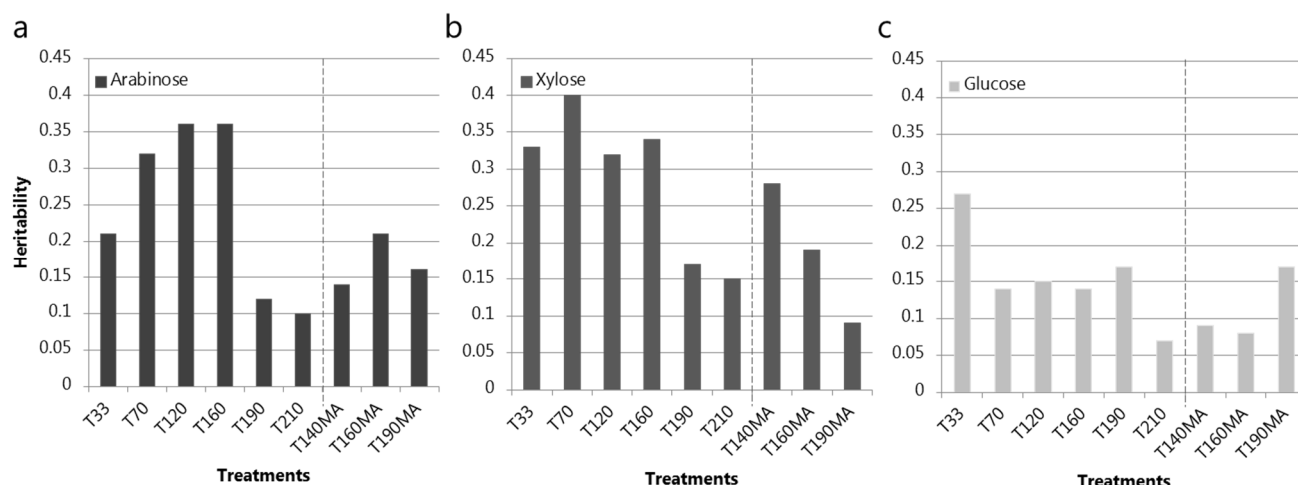 a
0.45
0.4
0.35
0.3
0.25
0.2
0.15
0.1
0.05
0
Heritability
Arabinose
T33
T70
T120
T160
T190
T210
T140MA
T160MA
T190MA
Treatments
b
0.45
0.4
0.35
0.3
0.25
0.2
0.15
0.1
0.05
0
Xylose
T33
T70
T120
T160
T190
T210
T140MA
T160MA
T190MA
Treatments
c
0.45
0.4
0.35
0.3
0.25
0.2
0.15
0.1
0.05
0
Glucose
T33
T70
T120
T160
T190
T210
T140MA
T160MA
T190MA
Treatments